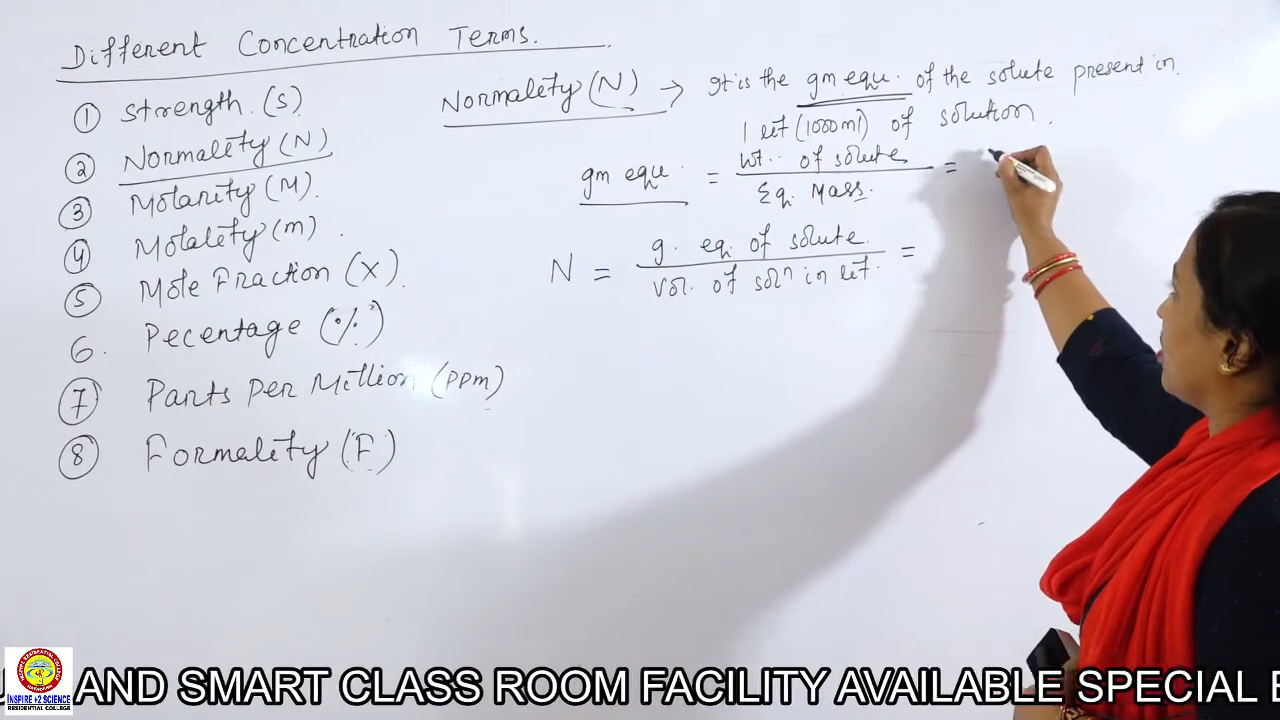 Different Concentration Terms.
① Strength. (S)
② Normality (N)
③ Molarity (M).
④ Molality (m).
⑤ Mole Fraction (X).
6. Pecentage (%)
⑦ Parts Per Million (PPm)
⑧ Formality (F)
Normality (N) → It is the gm equ. of the solute present in
1 lit (1000ml) of solution.
gm equ. = wt. of solute / Eq. Mass. =
N = g. eq. of solute. / Vol. of solⁿ in lit. =
AND SMART CLASS ROOM FACILITY AVAILABLE SPECIAL
INSPIRE +2 SCIENCE
RESIDENTIAL COLLEGE